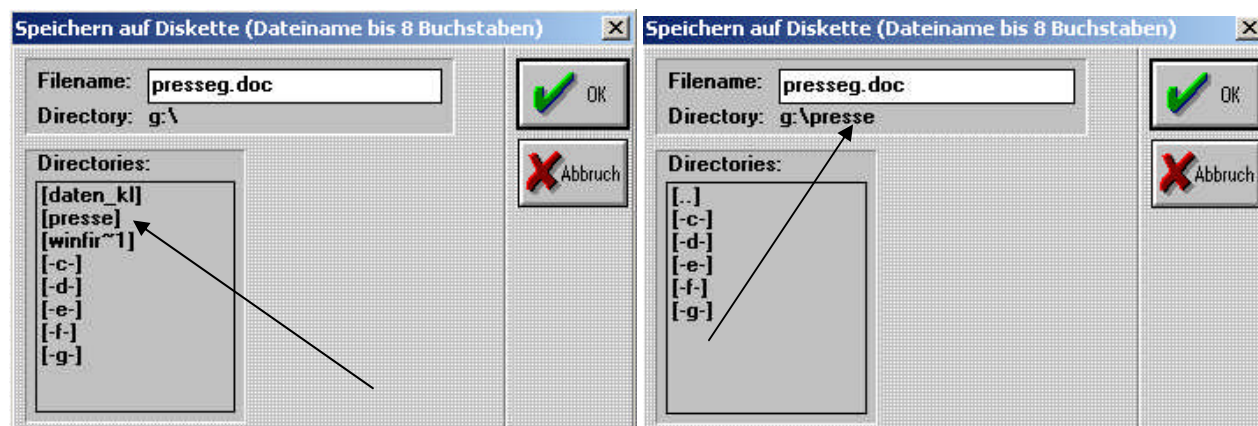 Speichern auf Diskette (Dateiname bis 8 Buchstaben)
Filename: presseg.doc
Directory: g:\
OK
Abbruch
Directories:
[daten_kl]
[presse]
[winfir~1]
[-c-]
[-d-]
[-e-]
[-f-]
[-g-]
Speichern auf Diskette (Dateiname bis 8 Buchstaben)
Filename: presseg.doc
Directory: g:\presse
OK
Abbruch
Directories:
[..]
[-c-]
[-d-]
[-e-]
[-f-]
[-g-]